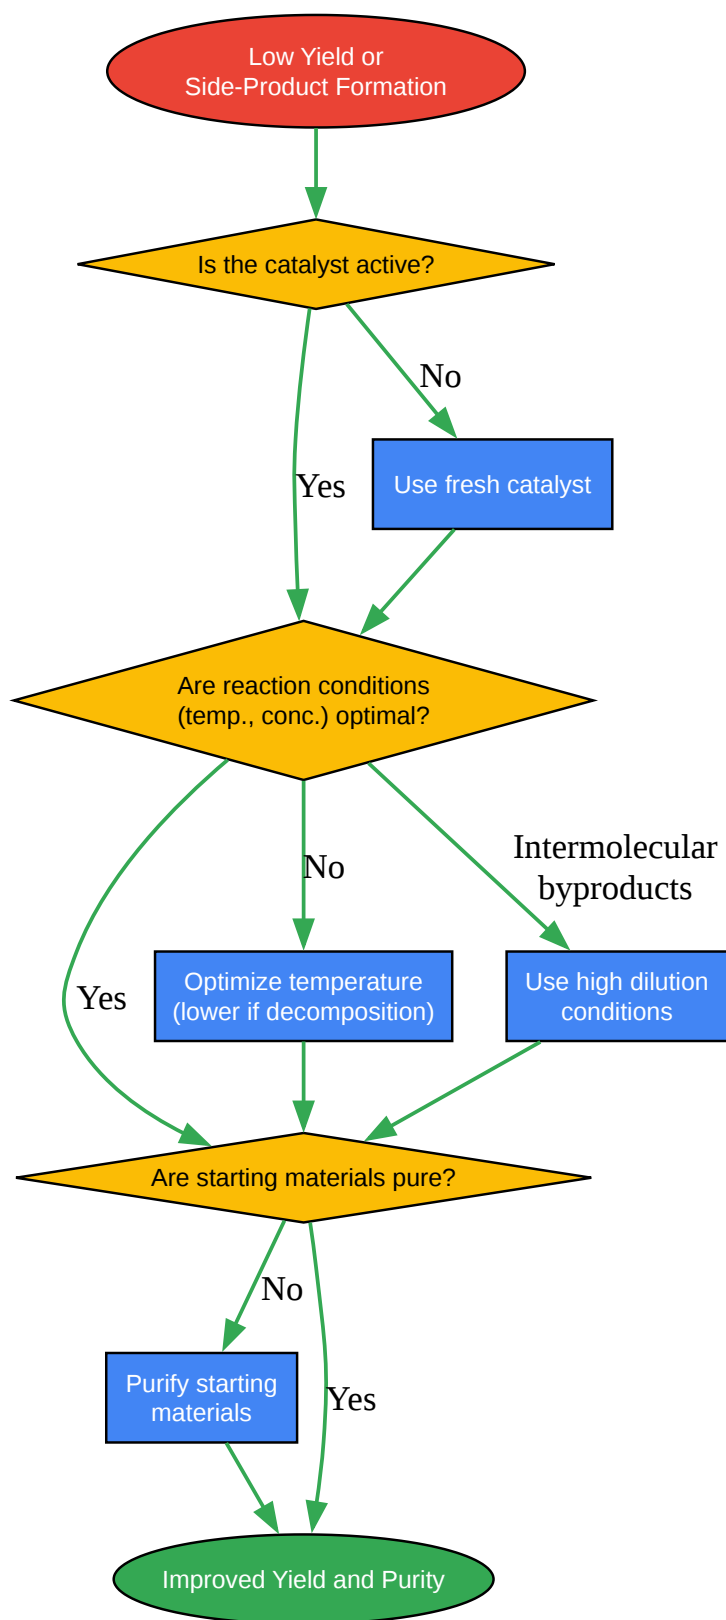 Low Yield or
Side-Product Formation
Is the catalyst active?
No
Yes
Use fresh catalyst
Are reaction conditions
(temp., conc.) optimal?
Intermolecular
byproducts
No
Yes
Optimize temperature
(lower if decomposition)
Use high dilution
conditions
Are starting materials pure?
No
Yes
Purify starting
materials
Improved Yield and Purity